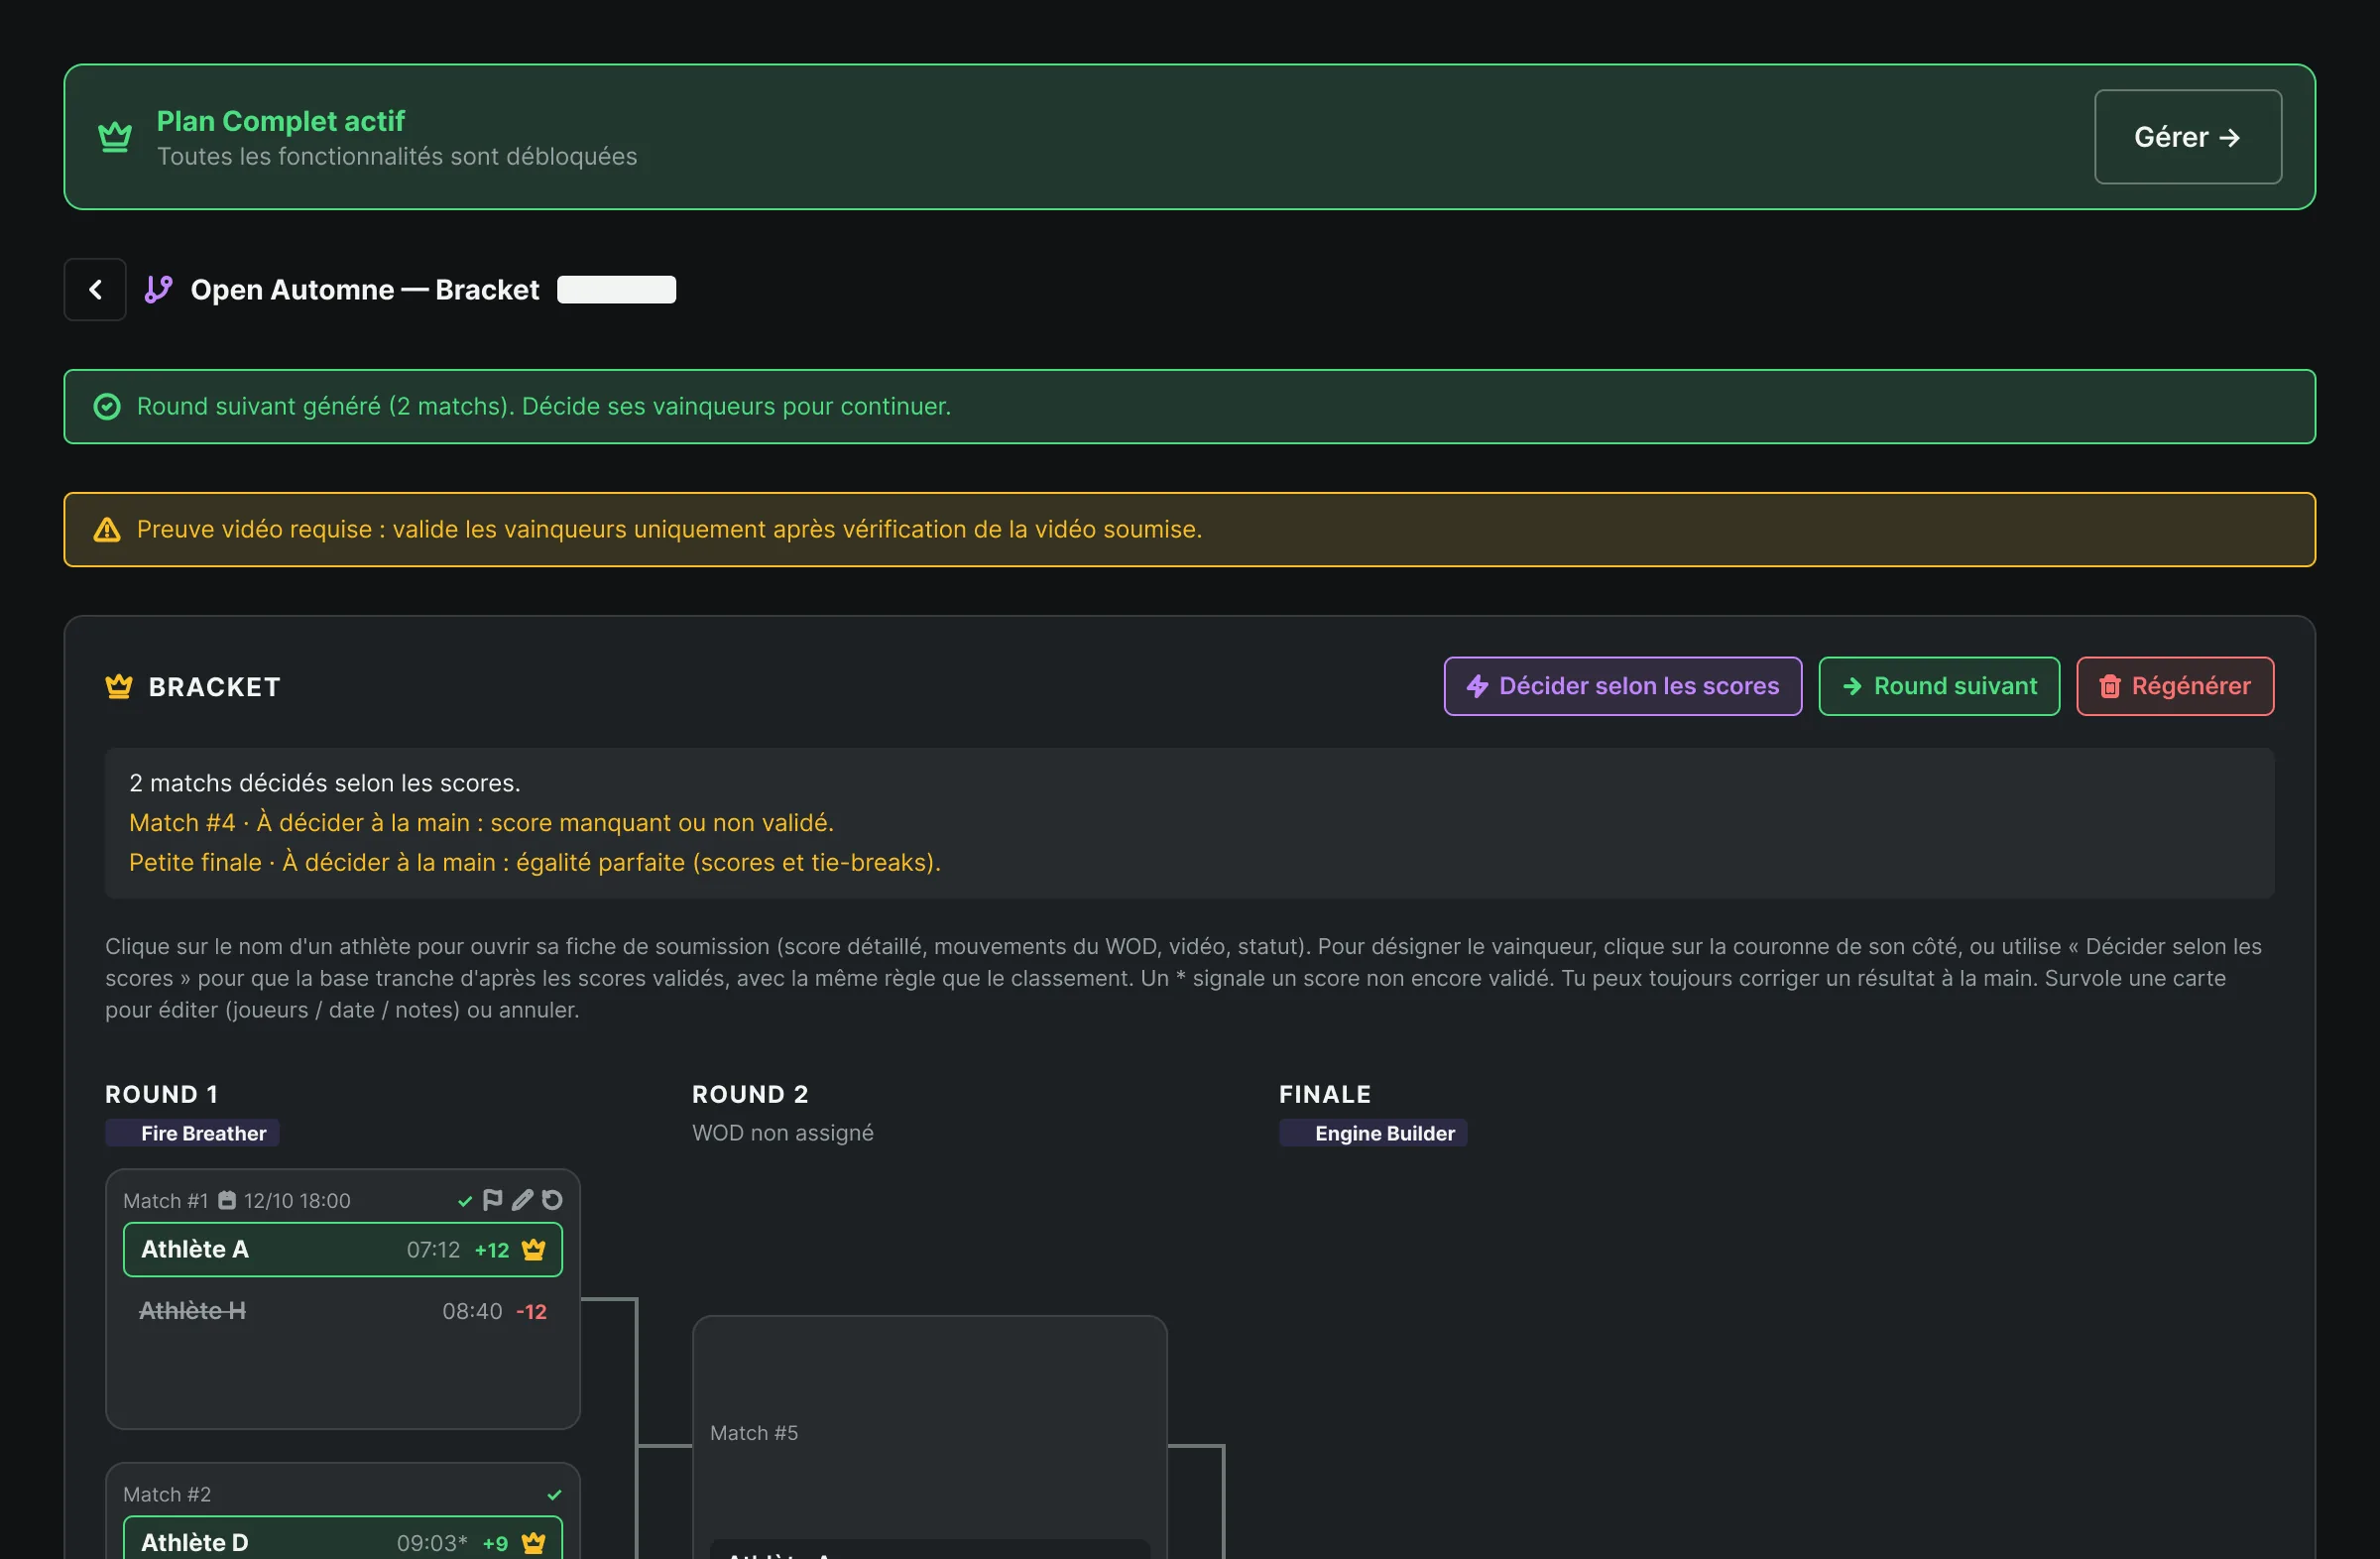 Plan Complet actif
Toutes les fonctionnalités sont débloquées
Gérer →
Open Automne — Bracket
Round suivant généré (2 matchs). Décide ses vainqueurs pour continuer.
Preuve vidéo requise : valide les vainqueurs uniquement après vérification de la vidéo soumise.
BRACKET
Décider selon les scores
Round suivant
Régénérer
2 matchs décidés selon les scores.
Match #4 · À décider à la main : score manquant ou non validé.
Petite finale · À décider à la main : égalité parfaite (scores et tie-breaks).
Clique sur le nom d'un athlète pour ouvrir sa fiche de soumission (score détaillé, mouvements du WOD, vidéo, statut). Pour désigner le vainqueur, clique sur la couronne de son côté, ou utilise « Décider selon les
scores » pour que la base tranche d'après les scores validés, avec la même règle que le classement. Un * signale un score non encore validé. Tu peux toujours corriger un résultat à la main. Survole une carte
pour éditer (joueurs / date / notes) ou annuler.
ROUND 1
Fire Breather
ROUND 2
WOD non assigné
FINALE
Engine Builder
Match #1 12/10 18:00
Athlète A 07:12 +12
Athlète H 08:40 -12
Match #5
Match #2
Athlète D 09:03* +9